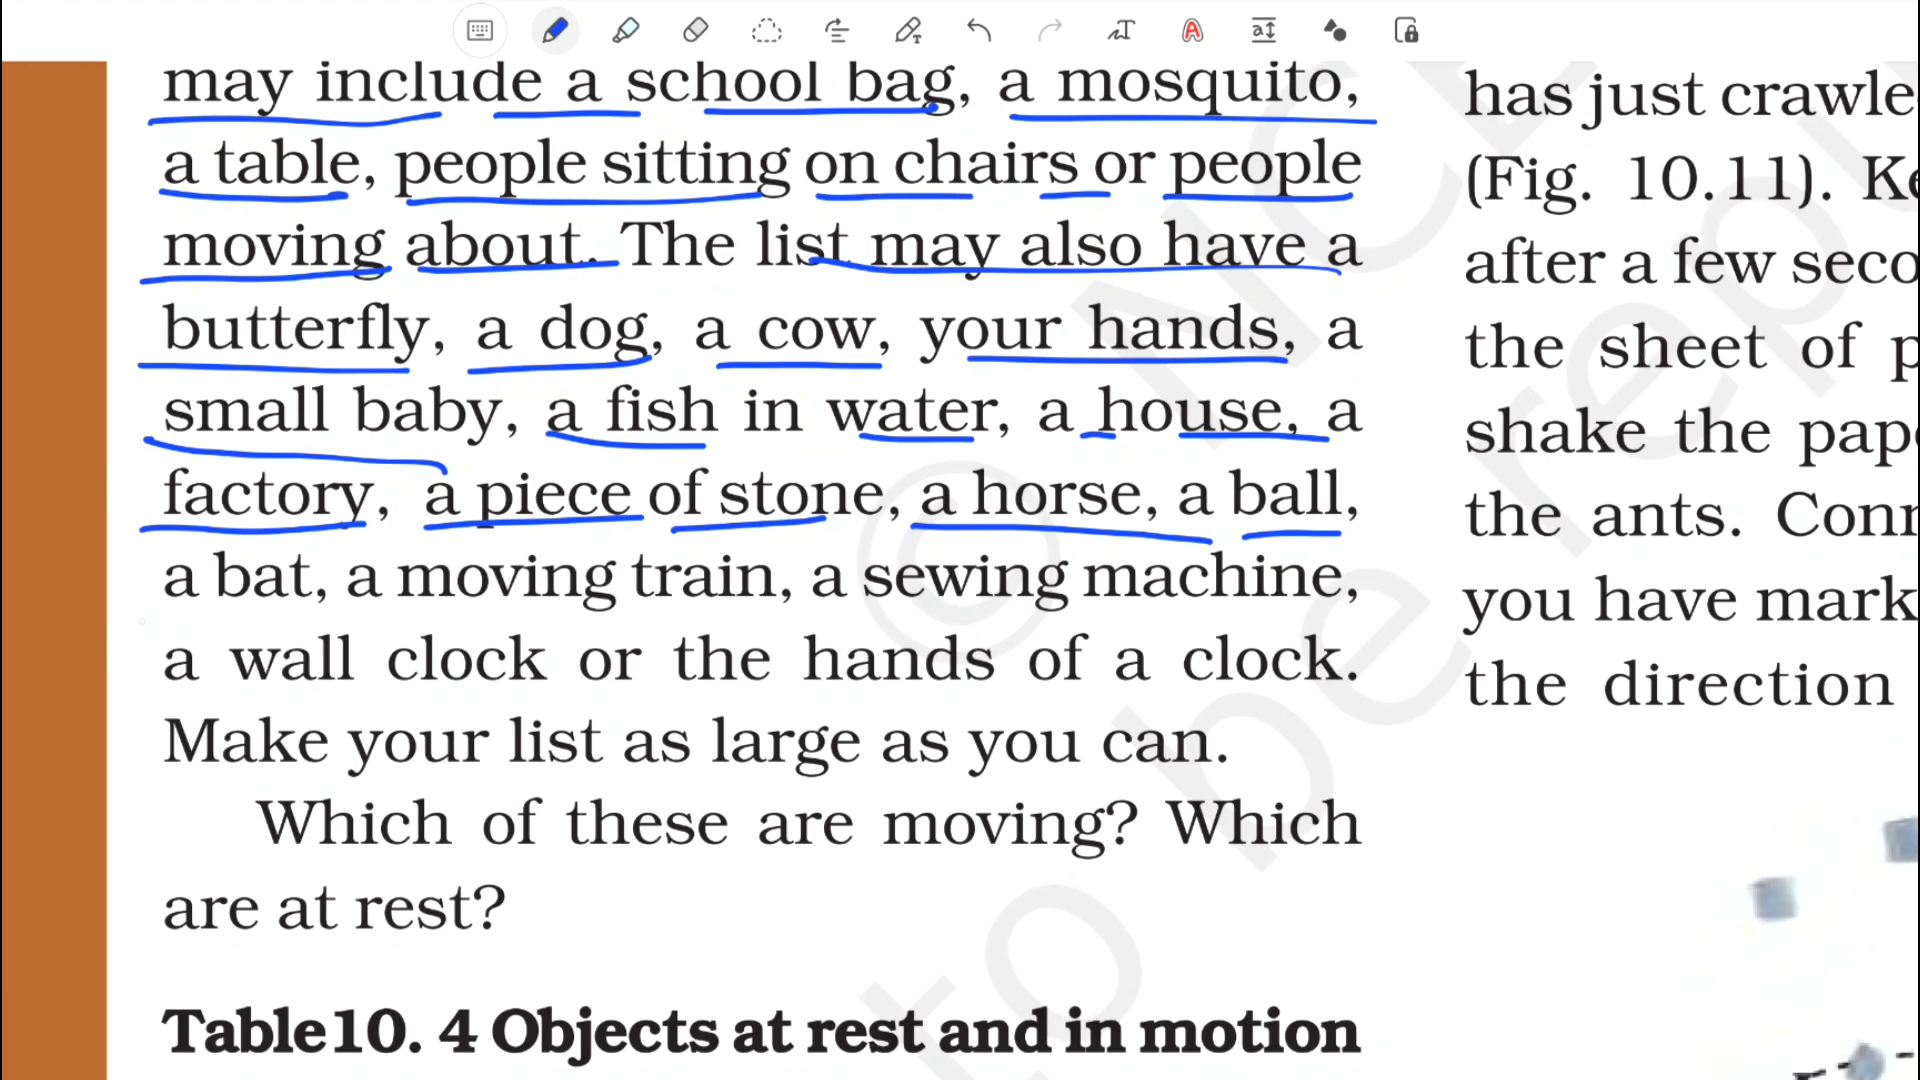 may include a school bag, a mosquito,
a table, people sitting on chairs or people
moving about. The list may also have a
butterfly, a dog, a cow, your hands, a
small baby, a fish in water, a house, a
factory, a piece of stone, a horse, a ball,
a bat, a moving train, a sewing machine,
a wall clock or the hands of a clock.
Make your list as large as you can.
Which of these are moving? Which
are at rest?
Table10. 4 Objects at rest and in motion
has just crawle
(Fig. 10.11).
after a few seco
the sheet of p
shake the pap
the ants. Con
you have mark
the direction